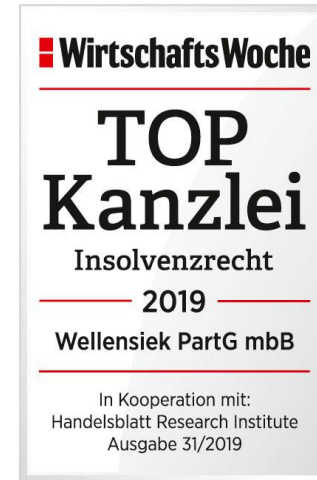 WirtschaftsWoche
TOP
Kanzlei
Insolvenzrecht
2019
Wellensiek PartG mbB
In Kooperation mit:
Handelsblatt Research Institute
Ausgabe 31/2019